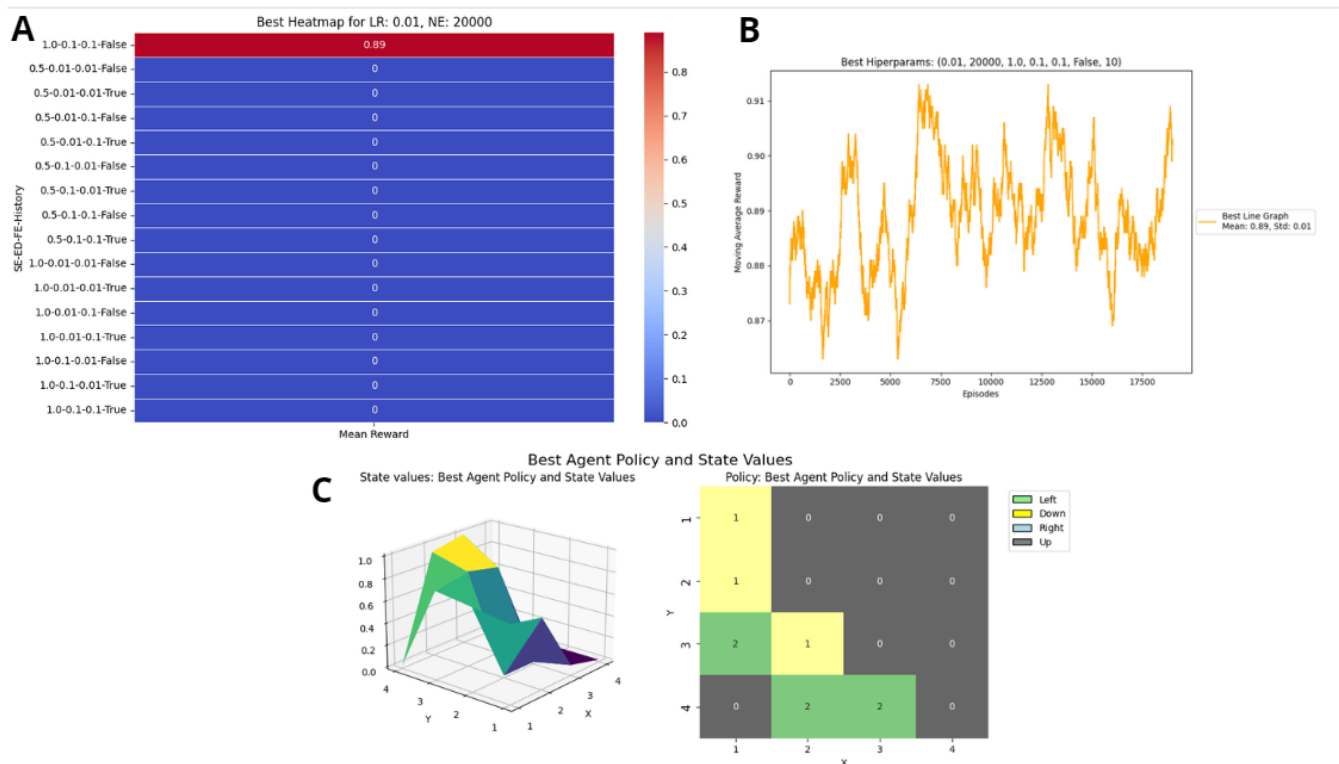 A
Best Heatmap for LR: 0.01, NE: 20000
SE-ED-FE-History
1.0-0.1-0.1-False
0.89
0.5-0.01-0.01-False
0
0.5-0.01-0.01-True
0
0.5-0.01-0.1-False
0
0.5-0.01-0.1-True
0
0.5-0.1-0.01-False
0
0.5-0.1-0.01-True
0
0.5-0.1-0.1-False
0
0.5-0.1-0.1-True
0
1.0-0.01-0.01-False
0
1.0-0.01-0.01-True
0
1.0-0.01-0.1-False
0
1.0-0.01-0.1-True
0
1.0-0.1-0.01-False
0
1.0-0.1-0.01-True
0
1.0-0.1-0.1-True
0
Mean Reward
0.8
0.7
0.6
0.5
0.4
0.3
0.2
0.1
0.0
B
Best Hiperparams: (0.01, 20000, 1.0, 0.1, 0.1, False, 10)
Moving Average Reward
0.91
0.90
0.89
0.88
0.87
0 2500 5000 7500 10000 12500 15000 17500
Episodes
Best Line Graph
Mean: 0.89, Std: 0.01
Best Agent Policy and State Values
C
State values: Best Agent Policy and State Values
1.0
0.8
0.6
0.4
0.2
0.0
4
3
2
1
Y
1
2
3
4
X
Policy: Best Agent Policy and State Values
Y
1 1 0 0 0
2 1 0 0 0
3 2 1 0 0
4 0 2 2 0
1 2 3 4
X
Left
Down
Right
Up